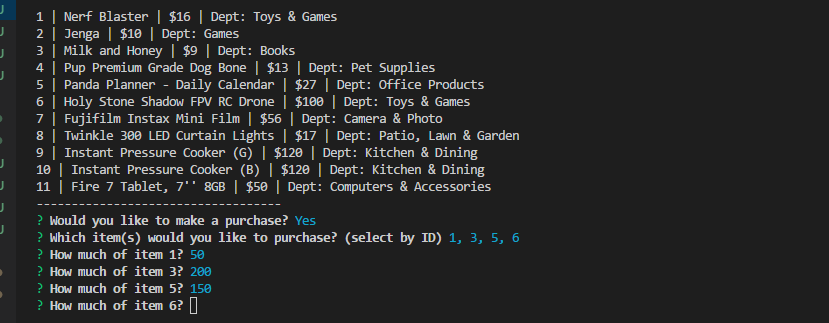 1 | Nerf Blaster | $16 | Dept: Toys & Games
2 | Jenga | $10 | Dept: Games
3 | Milk and Honey | $9 | Dept: Books
4 | Pup Premium Grade Dog Bone | $13 | Dept: Pet Supplies
5 | Panda Planner - Daily Calendar | $27 | Dept: Office Products
6 | Holy Stone Shadow FPV RC Drone | $100 | Dept: Toys & Games
7 | Fujifilm Instax Mini Film | $56 | Dept: Camera & Photo
8 | Twinkle 300 LED Curtain Lights | $17 | Dept: Patio, Lawn & Garden
9 | Instant Pressure Cooker (G) | $120 | Dept: Kitchen & Dining
10 | Instant Pressure Cooker (B) | $120 | Dept: Kitchen & Dining
11 | Fire 7 Tablet, 7'' 8GB | $50 | Dept: Computers & Accessories
-----------------------------------
? Would you like to make a purchase? Yes
? Which item(s) would you like to purchase? (select by ID) 1, 3, 5, 6
? How much of item 1? 50
? How much of item 3? 200
? How much of item 5? 150
? How much of item 6?